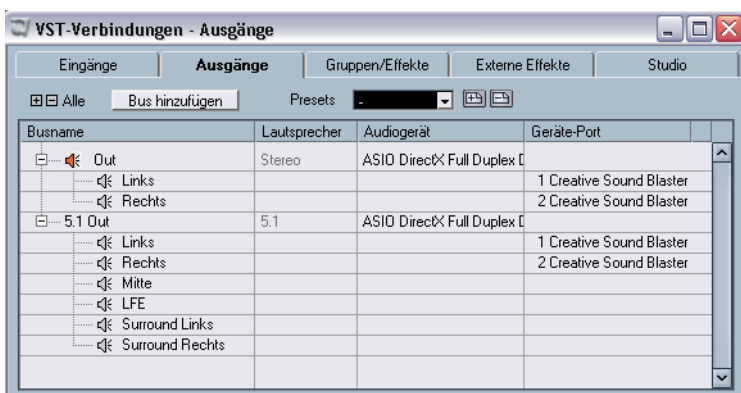 VST-Verbindungen - Ausgänge
Eingänge Ausgänge Gruppen/Effekte Externe Effekte Studio
Alle Bus hinzufügen Presets -
Busname Lautsprecher Audiogerät Geräte-Port
Out Stereo ASIO DirectX Full Duplex D
Links 1 Creative Sound Blaster
Rechts 2 Creative Sound Blaster
5.1 Out 5.1 ASIO DirectX Full Duplex D
Links 1 Creative Sound Blaster
Rechts 2 Creative Sound Blaster
Mitte
LFE
Surround Links
Surround Rechts